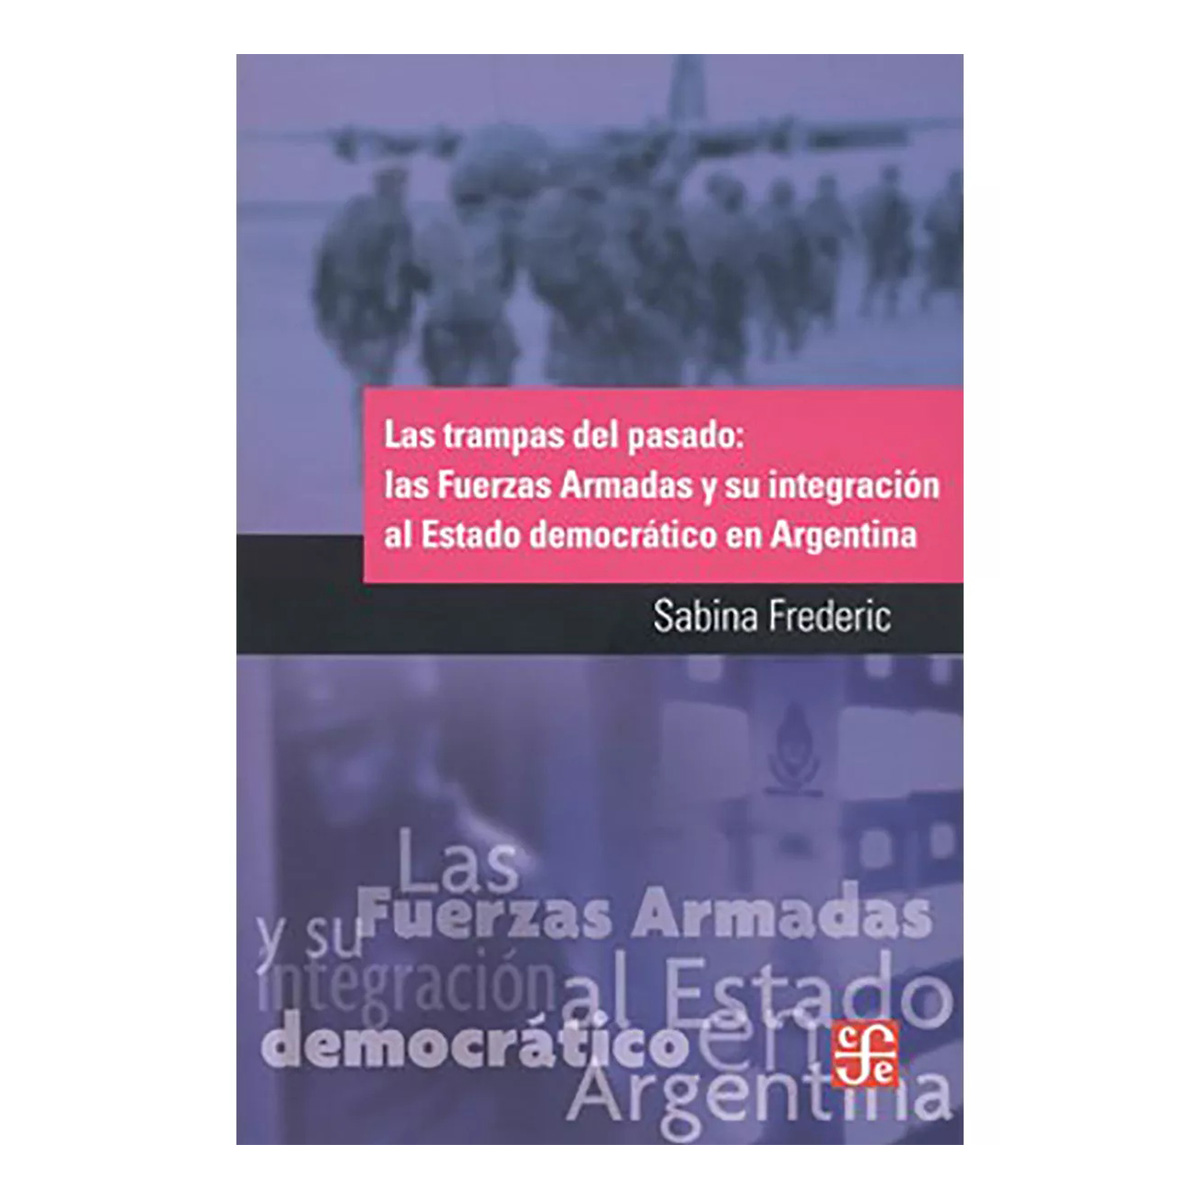 Las trampas del pasado:
las Fuerzas Armadas y su integración
al Estado democrático en Argentina
Sabina Frederic
Las
Fuerzas Armadas
y su
integración al Estado
democrático en
Argentina
cfe